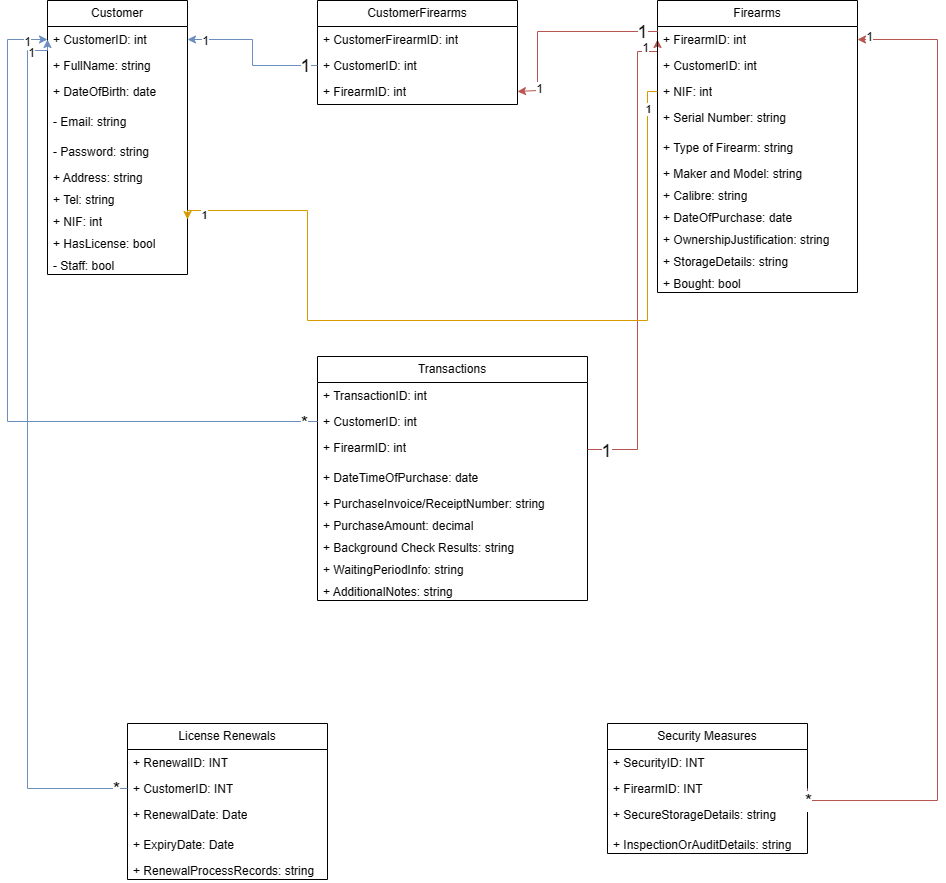 Customer
+ CustomerID: int
+ FullName: string
+ DateOfBirth: date
- Email: string
- Password: string
+ Address: string
+ Tel: string
+ NIF: int
+ HasLicense: bool
- Staff: bool
CustomerFirearms
+ CustomerFirearmID: int
+ CustomerID: int
+ FirearmID: int
Firearms
+ FirearmID: int
+ CustomerID: int
+ NIF: int
+ Serial Number: string
+ Type of Firearm: string
+ Maker and Model: string
+ Calibre: string
+ DateOfPurchase: date
+ OwnershipJustification: string
+ StorageDetails: string
+ Bought: bool
1
1
1
1
1
1
1
1
1
1
Transactions
+ TransactionID: int
+ CustomerID: int
+ FirearmID: int
+ DateTimeOfPurchase: date
+ PurchaseInvoice/ReceiptNumber: string
+ PurchaseAmount: decimal
+ Background Check Results: string
+ WaitingPeriodInfo: string
+ AdditionalNotes: string
*
1
License Renewals
+ RenewalID: INT
+ CustomerID: INT
+ RenewalDate: Date
+ ExpiryDate: Date
+ RenewalProcessRecords: string
*
Security Measures
+ SecurityID: INT
+ FirearmID: INT
+ SecureStorageDetails: string
+ InspectionOrAuditDetails: string
*